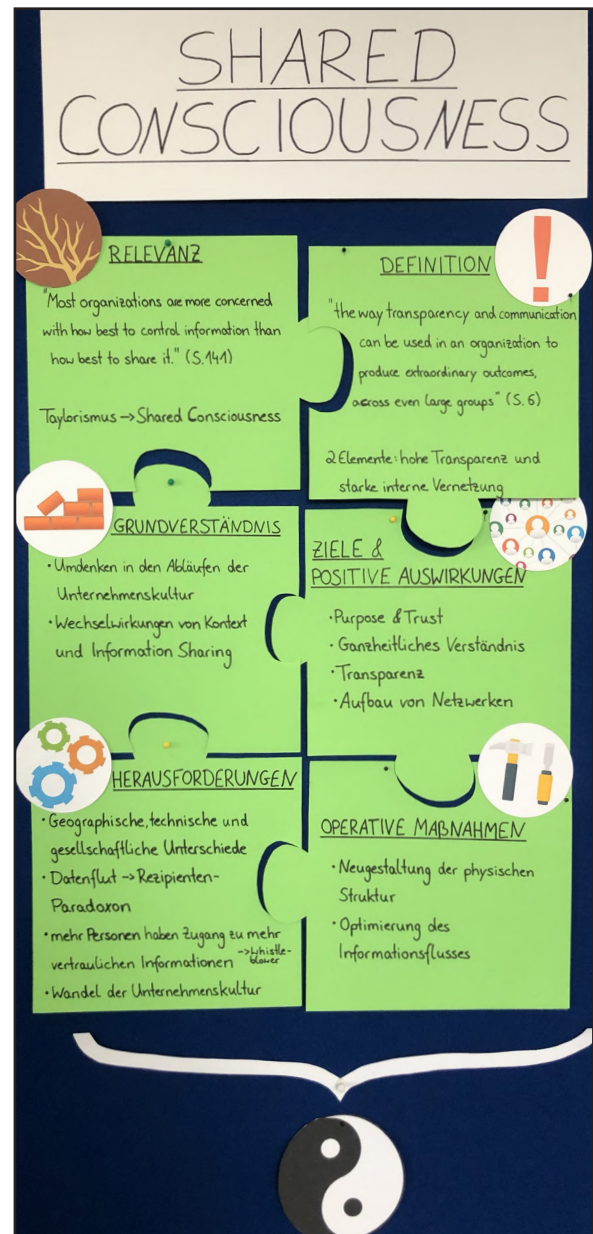 SHARED
CONSCIOUSNESS
RELEVANZ
"Most organizations are more concerned
with how best to control information than
how best to share it." (S.141)
Taylorismus → Shared Consciousness
DEFINITION
"the way transparency and communication
can be used in an organization to
produce extraordinary outcomes,
across even large groups" (S. 6)
2 Elemente: hohe Transparenz und
starke interne Vernetzung
GRUNDVERSTÄNDNIS
• Umdenken in den Abläufen der
Unternehmenskultur
• Wechselwirkungen von Kontext
und Information Sharing
ZIELE &
POSITIVE AUSWIRKUNGEN
• Purpose & Trust
• Ganzheitliches Verständnis
• Transparenz
• Aufbau von Netzwerken
HERAUSFORDERUNGEN
• Geographische, technische und
gesellschaftliche Unterschiede
• Datenflut → Rezipienten-
Paradoxon
• mehr Personen haben Zugang zu mehr
vertraulichen Informationen → Whistle-
blower
• Wandel der Unternehmenskultur
OPERATIVE MAßNAHMEN
• Neugestaltung der physischen
Struktur
• Optimierung des
Informationsflusses